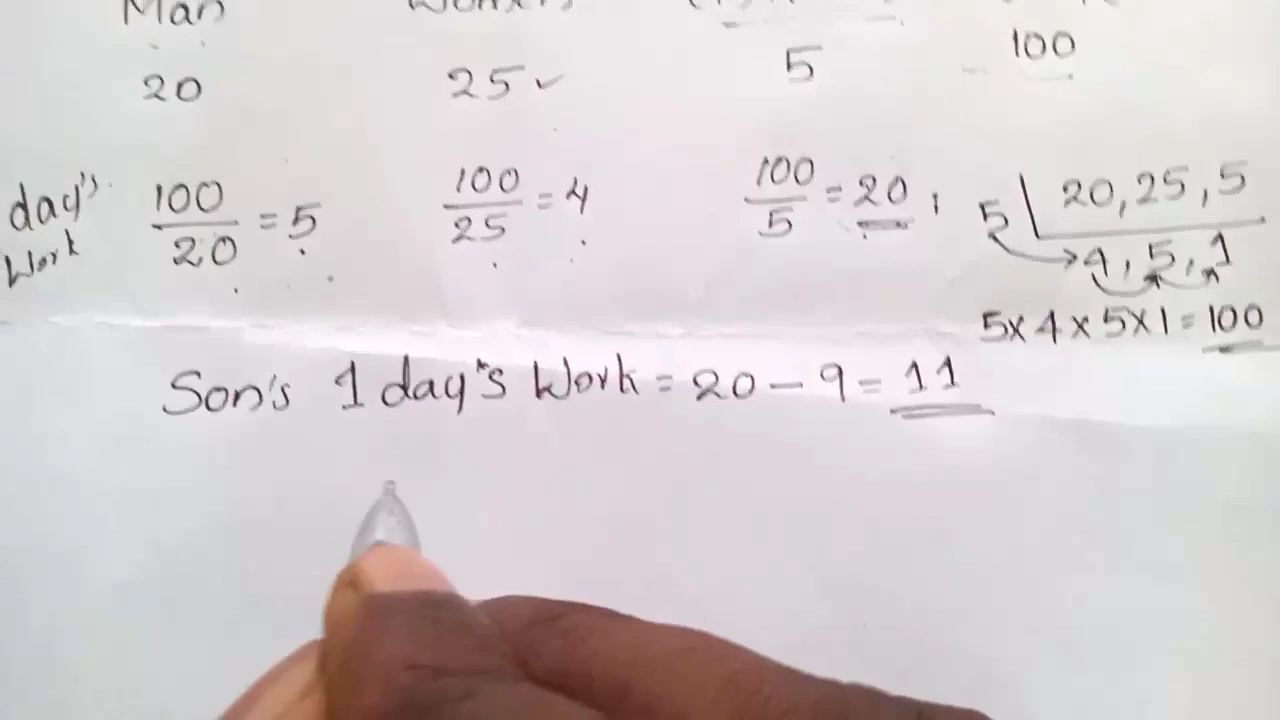 Man
20 25 ✓ 5 100
day's 100/20 = 5 100/25 = 4 100/5 = 20, 5 | 20, 25, 5
Work 4, 5, 1
5x4x5x1 = 100
Son's 1 day's Work = 20 - 9 = 11